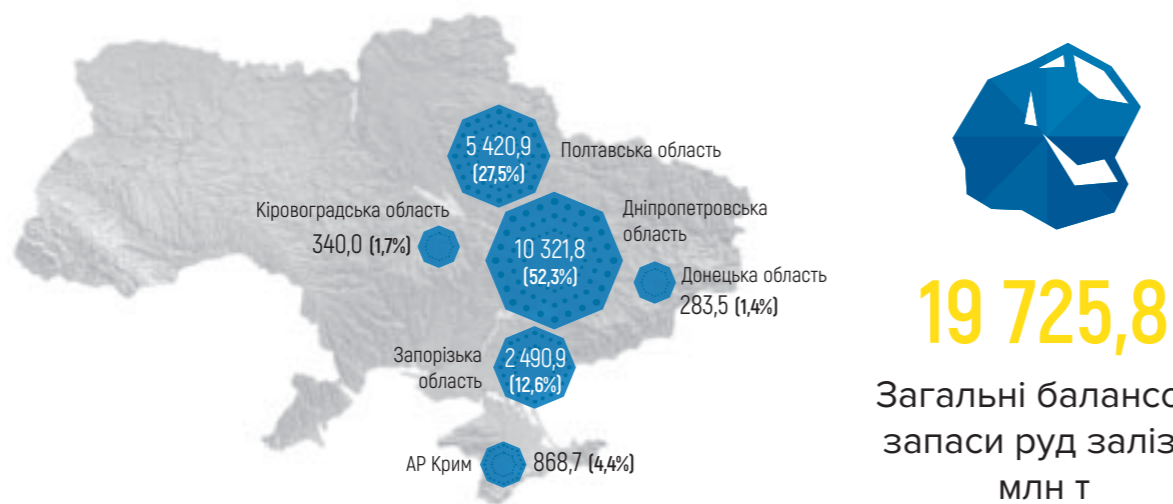 5 420,9
(27,5%)
Полтавська область
Кіровоградська область
340,0 (1,7%)
Дніпропетровська
область
10 321,8
(52,3%)
Донецька область
283,5 (1,4%)
Запорізька
область
2 490,9
(12,6%)
АР Крим
868,7 (4,4%)
19 725,8
Загальні
запаси руд
млн т